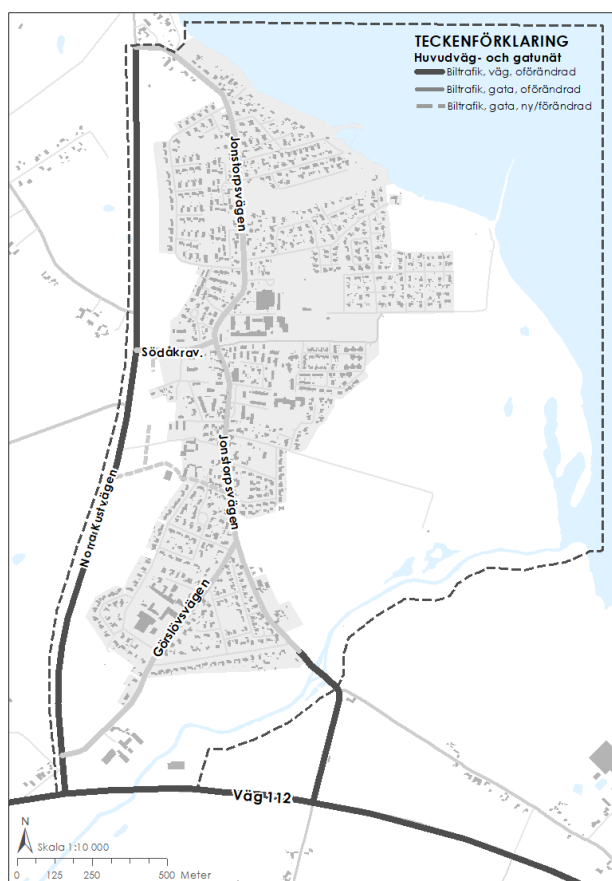 TECKENFÖRKLARING
Huvudväg- och gatunät
Biltrafik, väg, oförändrad
Biltrafik, gata, oförändrad
Biltrafik, gata, ny/förändrad
Jonstorpsvägen
Södåkrav.
Jonstorpsvägen
Norra Kustvägen
Görslövsvägen
Väg 112
N
Skala 1:10 000
0 125 250 500 Meter